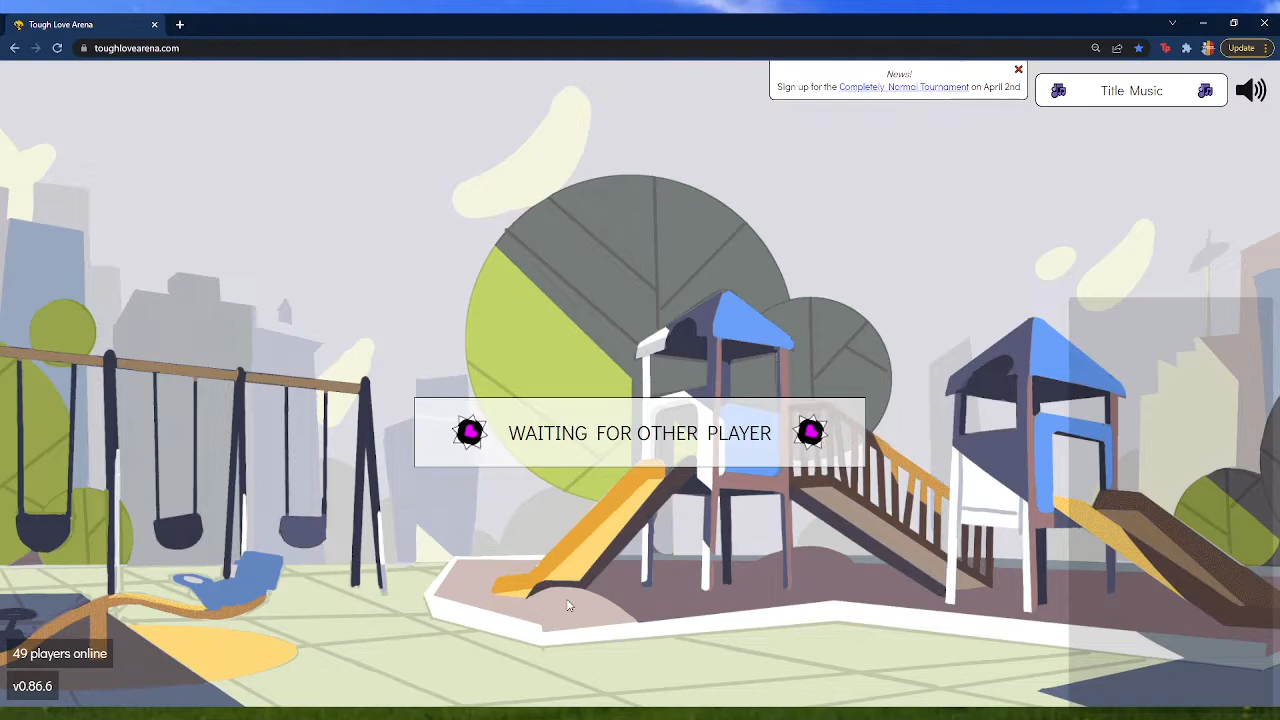 Tough Love Arena
toughlovearena.com
Update
News!
Sign up for the Completely Normal Tournament on April 2nd
Title Music
WAITING FOR OTHER PLAYER
49 players online
v0.86.6